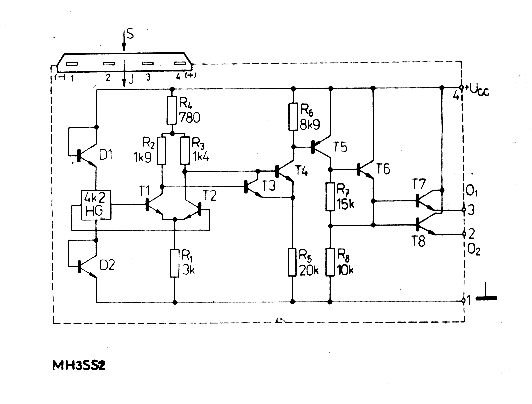 S
(-) 1 2 J 3 4 (+)
4 +UCC
R4
780
R6
8k9
R2
1k9
R3
1k4
D1
T5
T3
T4
T6
T7
O1
4k2
HG
T1
T2
R7
15k
3
T8
2
O2
D2
R1
3k
R5
20k
R8
10k
1
MH3SS2